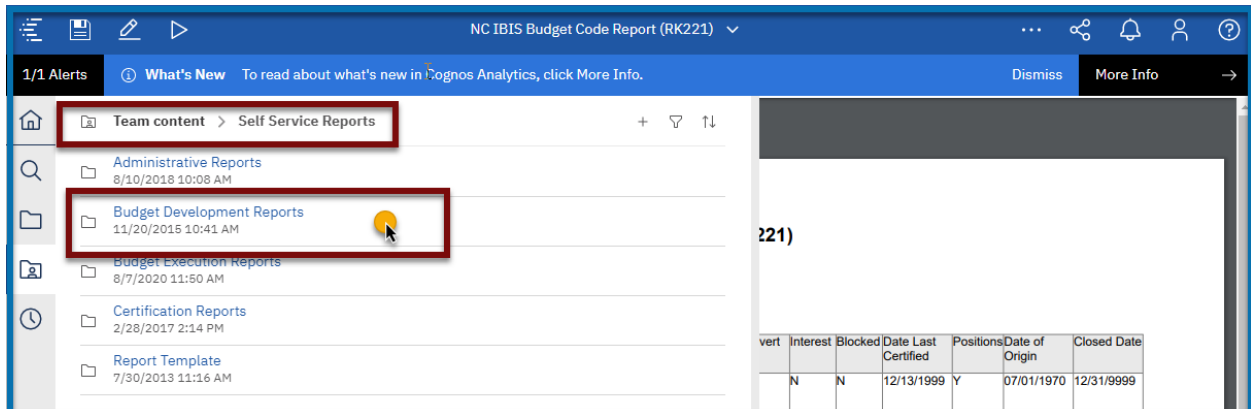 NC IBIS Budget Code Report (RK221)
1/1 Alerts What's New To read about what's new in Cognos Analytics, click More Info. Dismiss More Info
Team content > Self Service Reports
Administrative Reports
8/10/2018 10:08 AM
Budget Development Reports
11/20/2015 10:41 AM
Budget Execution Reports
8/7/2020 11:50 AM
Certification Reports
2/28/2017 2:14 PM
Report Template
7/30/2013 11:16 AM
221)
vert Interest Blocked Date Last Positions Date of Closed Date
Certified Origin
N N 12/13/1999 Y 07/01/1970 12/31/9999